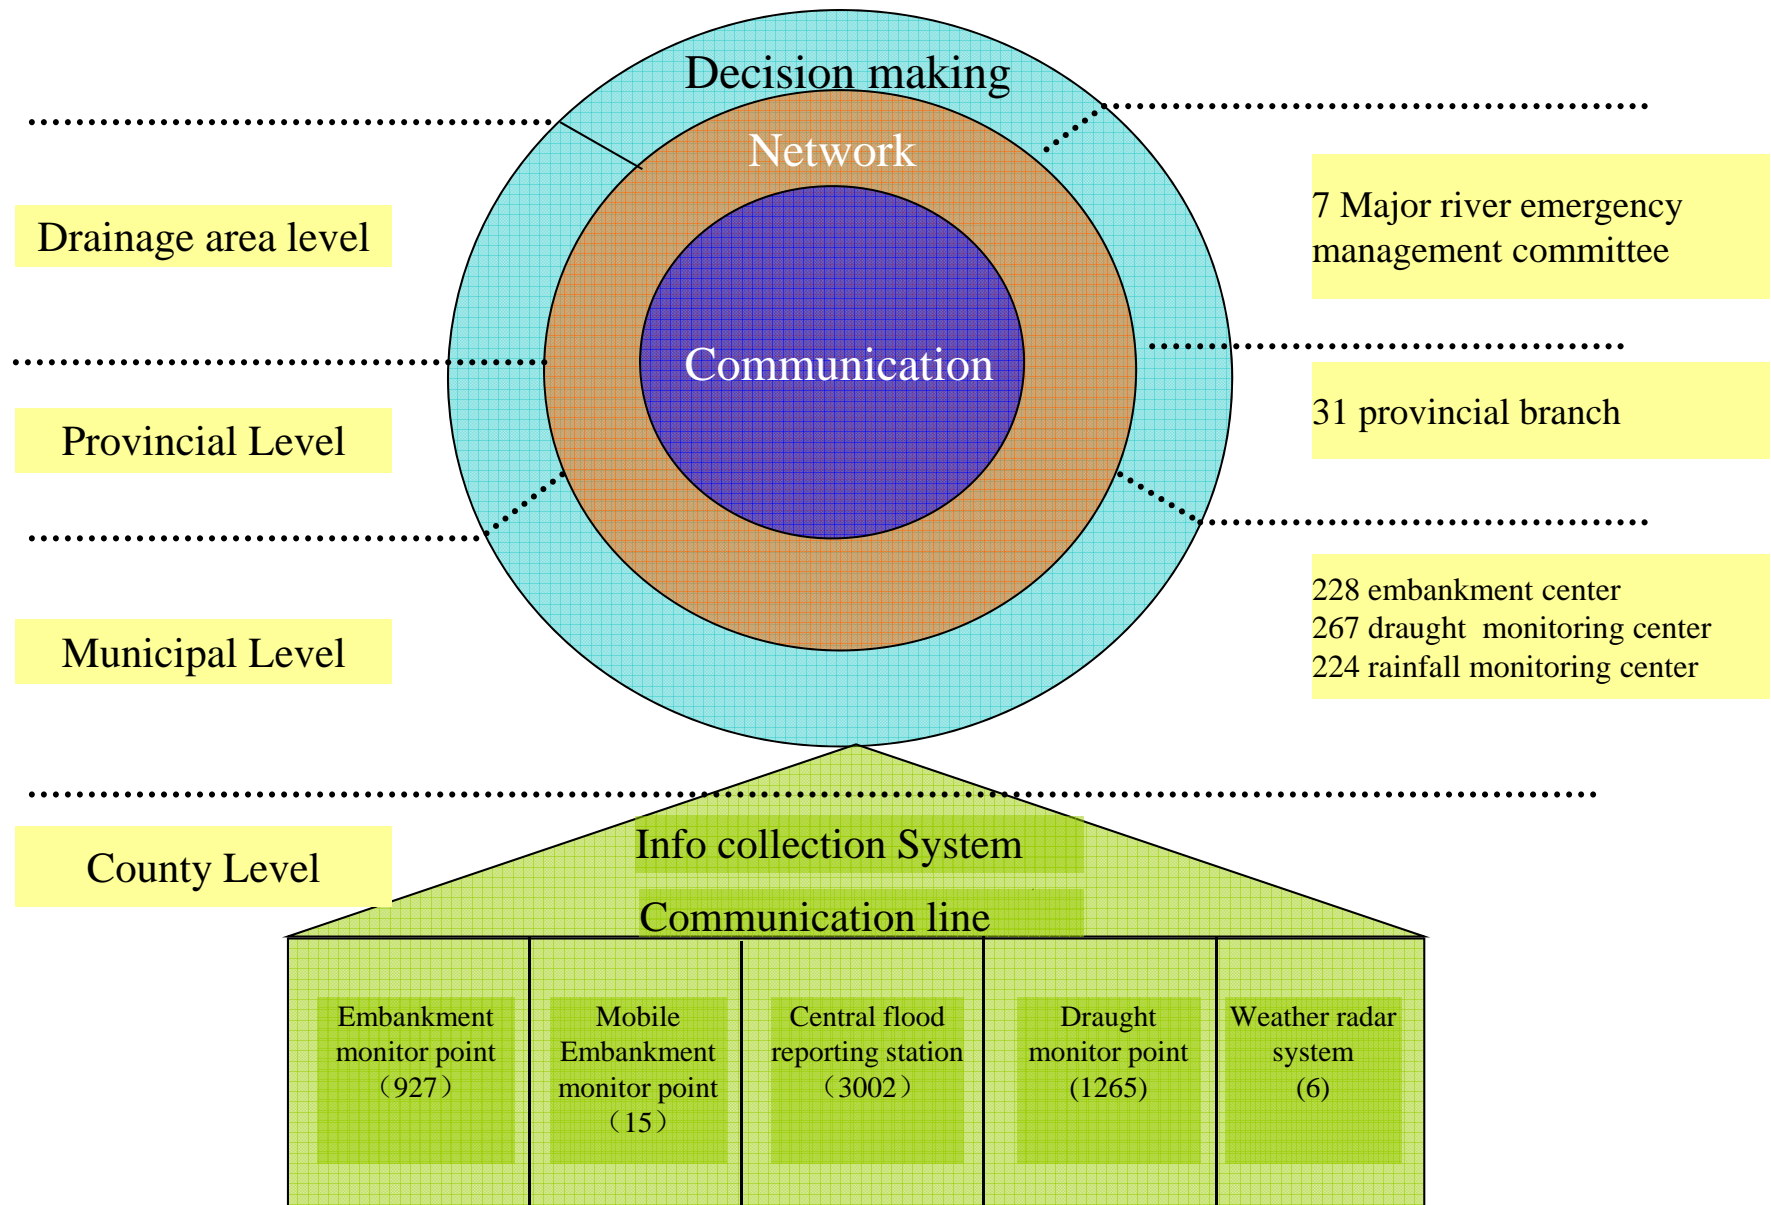 Decision making
Network
Communication
Drainage area level
7 Major river emergency
management committee
Provincial Level
31 provincial branch
Municipal Level
228 embankment center
267 draught monitoring center
224 rainfall monitoring center
County Level
Info collection System
Communication line
Embankment
monitor point
（927）
Mobile
Embankment
monitor point
（15）
Central flood
reporting station
（3002）
Draught
monitor point
(1265)
Weather radar
system
(6)